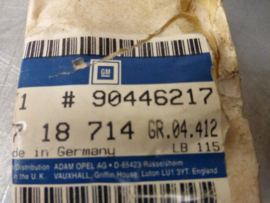 GM
1 # 90446217
7 18 714 GR.04.412
de in Germany LB 115
Distribution ADAM OPEL AG • D-65423 Rüsselsheim
in the U.K. VAUXHALL, Griffin House, Luton LU1 3YT. England